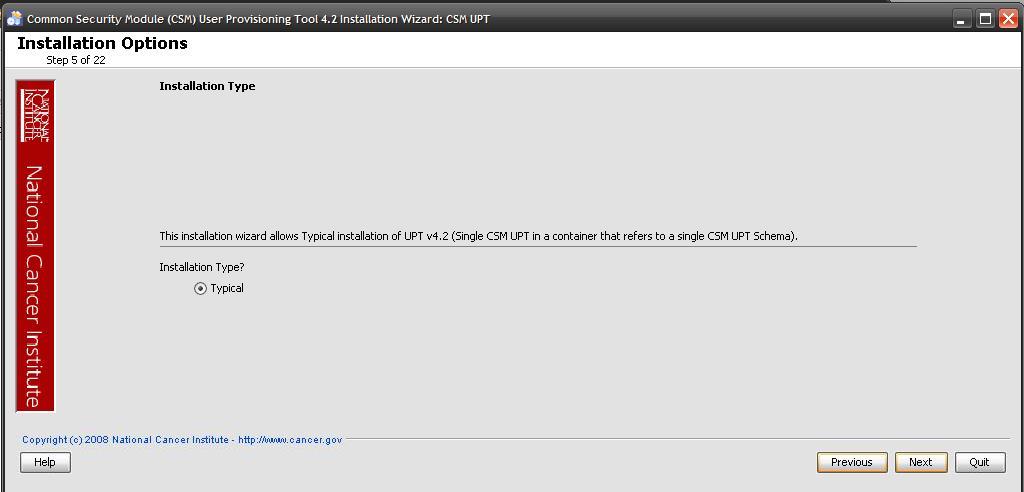 Common Security Module (CSM) User Provisioning Tool 4.2 Installation Wizard: CSM UPT
Installation Options
Step 5 of 22
NATIONAL
CANCER
INSTITUTE
National Cancer Institute
Installation Type
This installation wizard allows Typical installation of UPT v4.2 (Single CSM UPT in a container that refers to a single CSM UPT Schema).
Installation Type?
Typical
Copyright (c) 2008 National Cancer Institute - http://www.cancer.gov
Help
Previous
Next
Quit